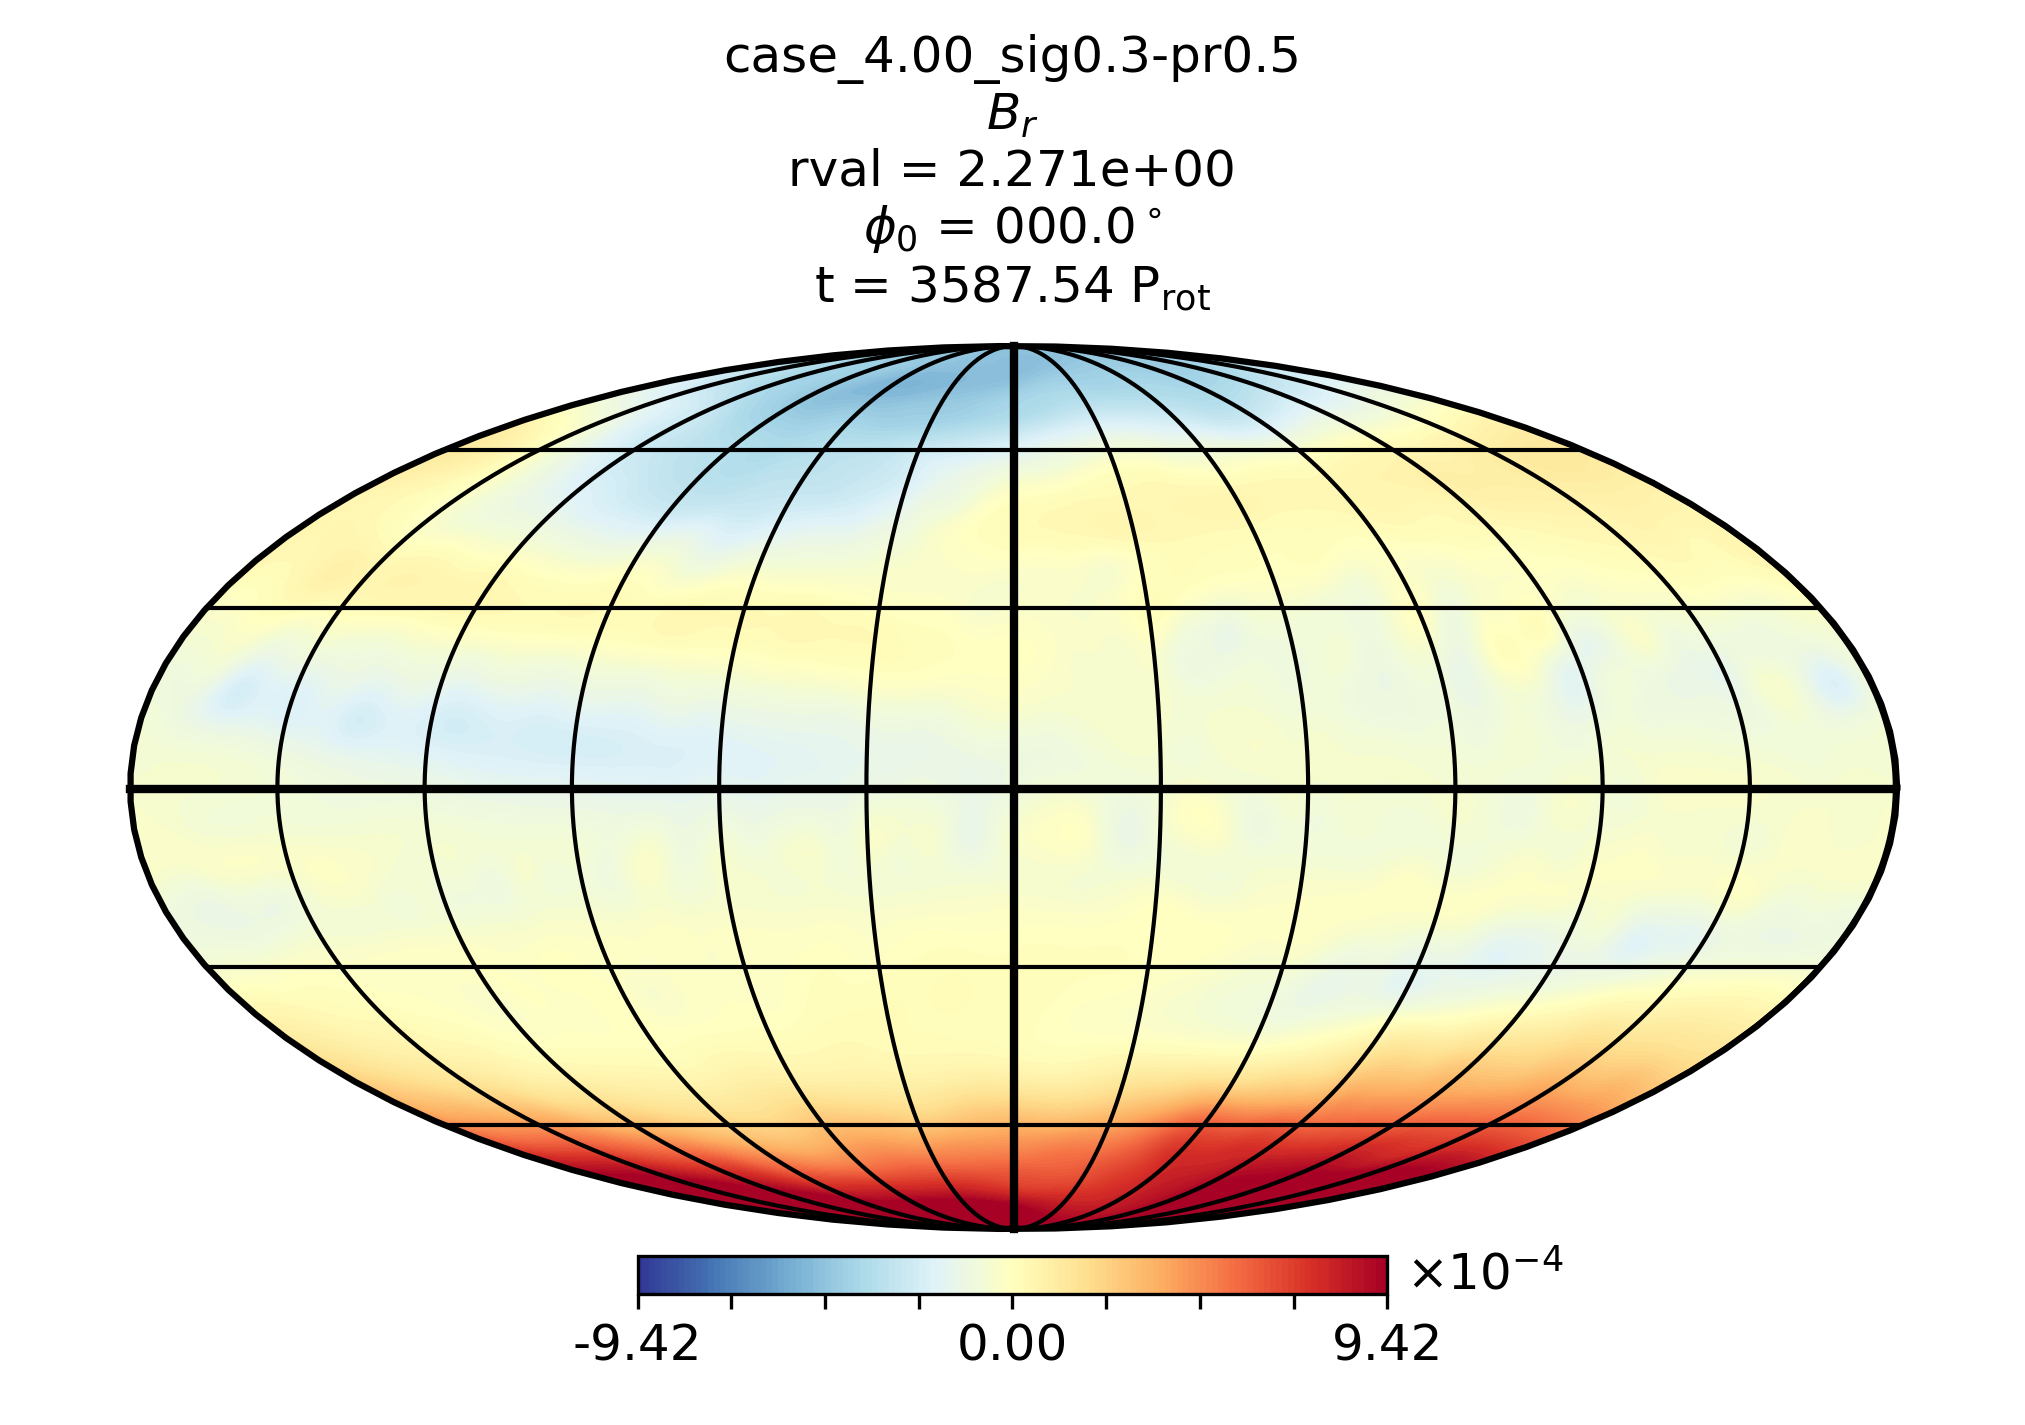 case_4.00_sig0.3-pr0.5
B_r
rval = 2.271e+00
ϕ_0 = 000.0°
t = 3587.54 P_rot
×10⁻⁴
-9.42 0.00 9.42